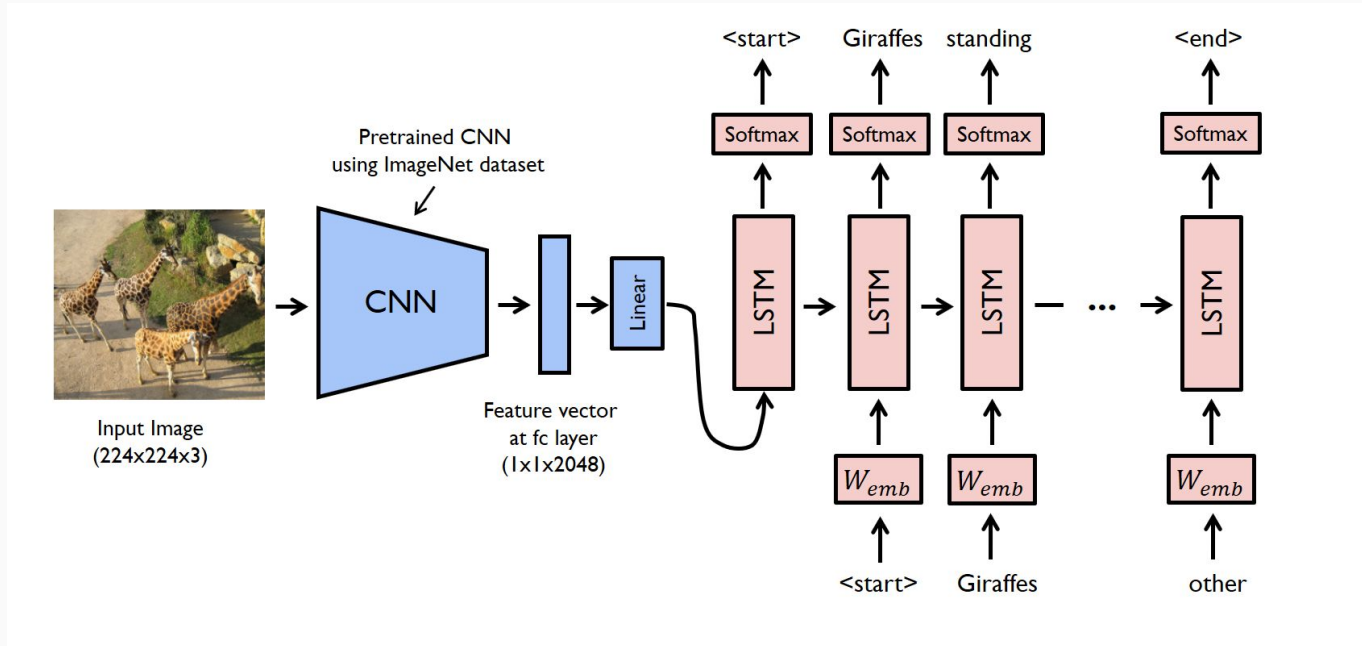 <start>
Giraffes
standing
<end>
Softmax
Softmax
Softmax
Softmax
Pretrained CNN
using ImageNet dataset
CNN
Linear
LSTM
LSTM
LSTM
...
LSTM
Input Image
(224x224x3)
Feature vector
at fc layer
(1x1x2048)
W_emb
W_emb
W_emb
<start>
Giraffes
other